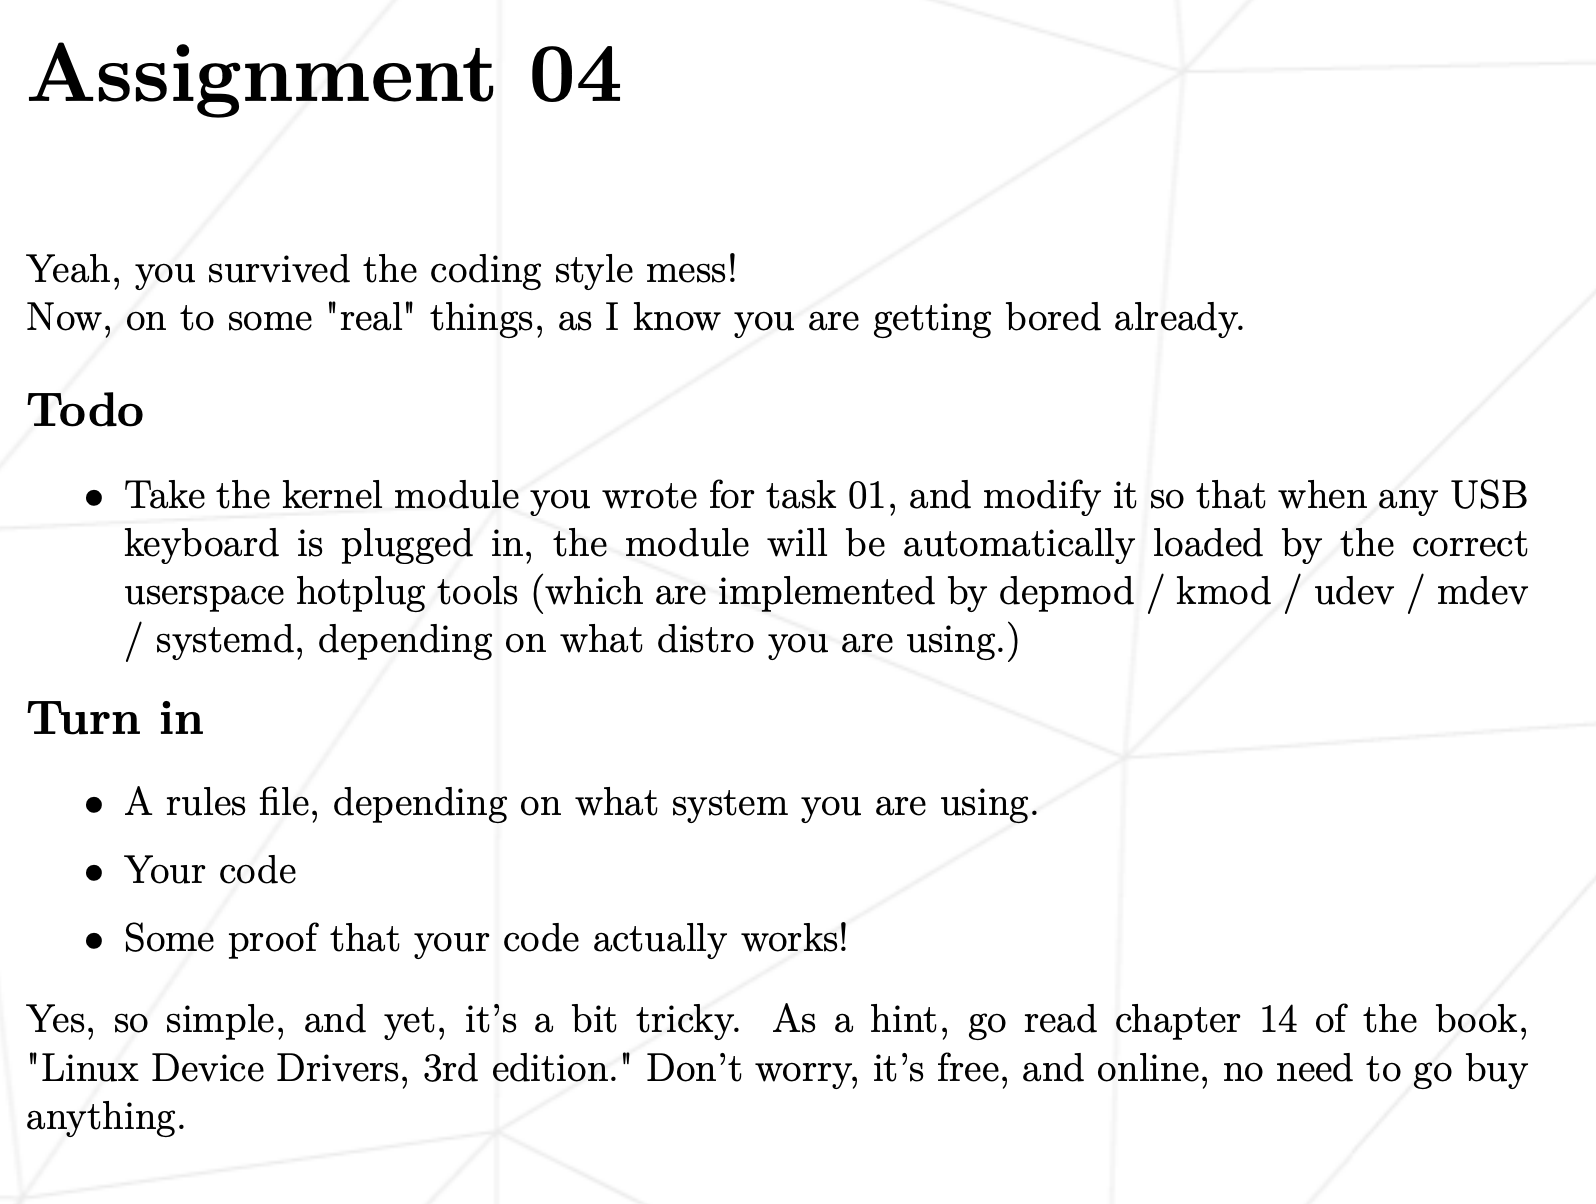 Assignment 04
Yeah, you survived the coding style mess!
Now, on to some "real" things, as I know you are getting bored already.
Todo
• Take the kernel module you wrote for task 01, and modify it so that when any USB
keyboard is plugged in, the module will be automatically loaded by the correct
userspace hotplug tools (which are implemented by depmod / kmod / udev / mdev
/ systemd, depending on what distro you are using.)
Turn in
• A rules file, depending on what system you are using.
• Your code
• Some proof that your code actually works!
Yes, so simple, and yet, it's a bit tricky. As a hint, go read chapter 14 of the book,
"Linux Device Drivers, 3rd edition." Don't worry, it's free, and online, no need to go buy
anything.